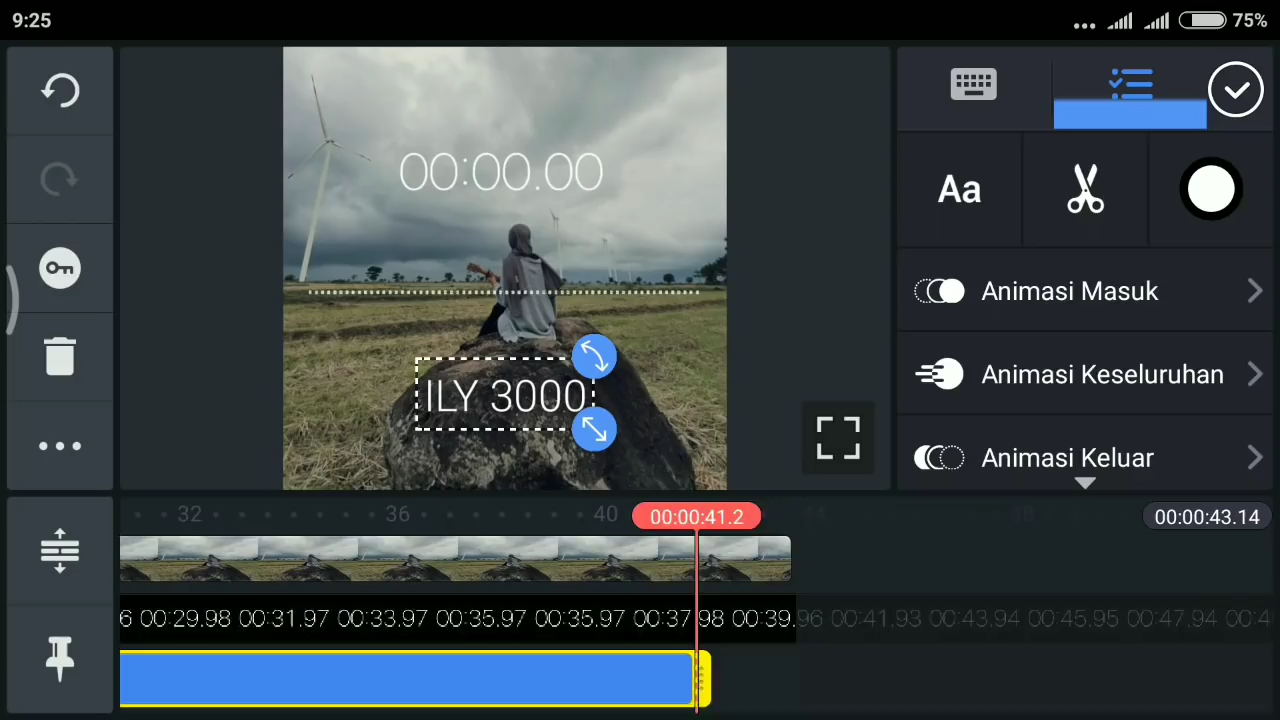 9:25
75%
00:00.00
ILY 3000
Aa
Animasi Masuk
Animasi Keseluruhan
Animasi Keluar
32 36 40 00:00:41.2 44 48 00:00:43.14
6 00:29.98 00:31.97 00:33.97 00:35.97 00:35.97 00:37.98 00:39.96 00:41.93 00:43.94 00:45.95 00:47.94 00:4